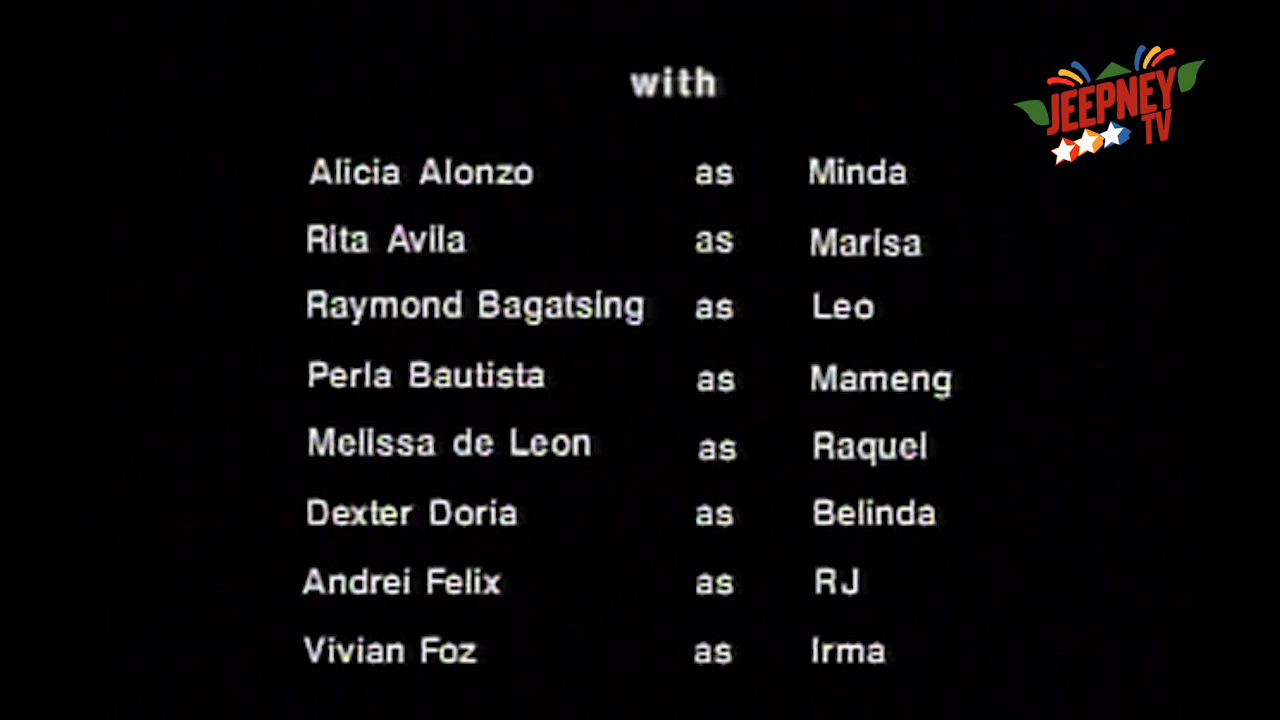 with
JEEPNEY
TV
Alicia Alonzo as Minda
Rita Avila as Marisa
Raymond Bagatsing as Leo
Perla Bautista as Mameng
Melissa de Leon as Raquel
Dexter Doria as Belinda
Andrei Felix as RJ
Vivian Foz as Irma